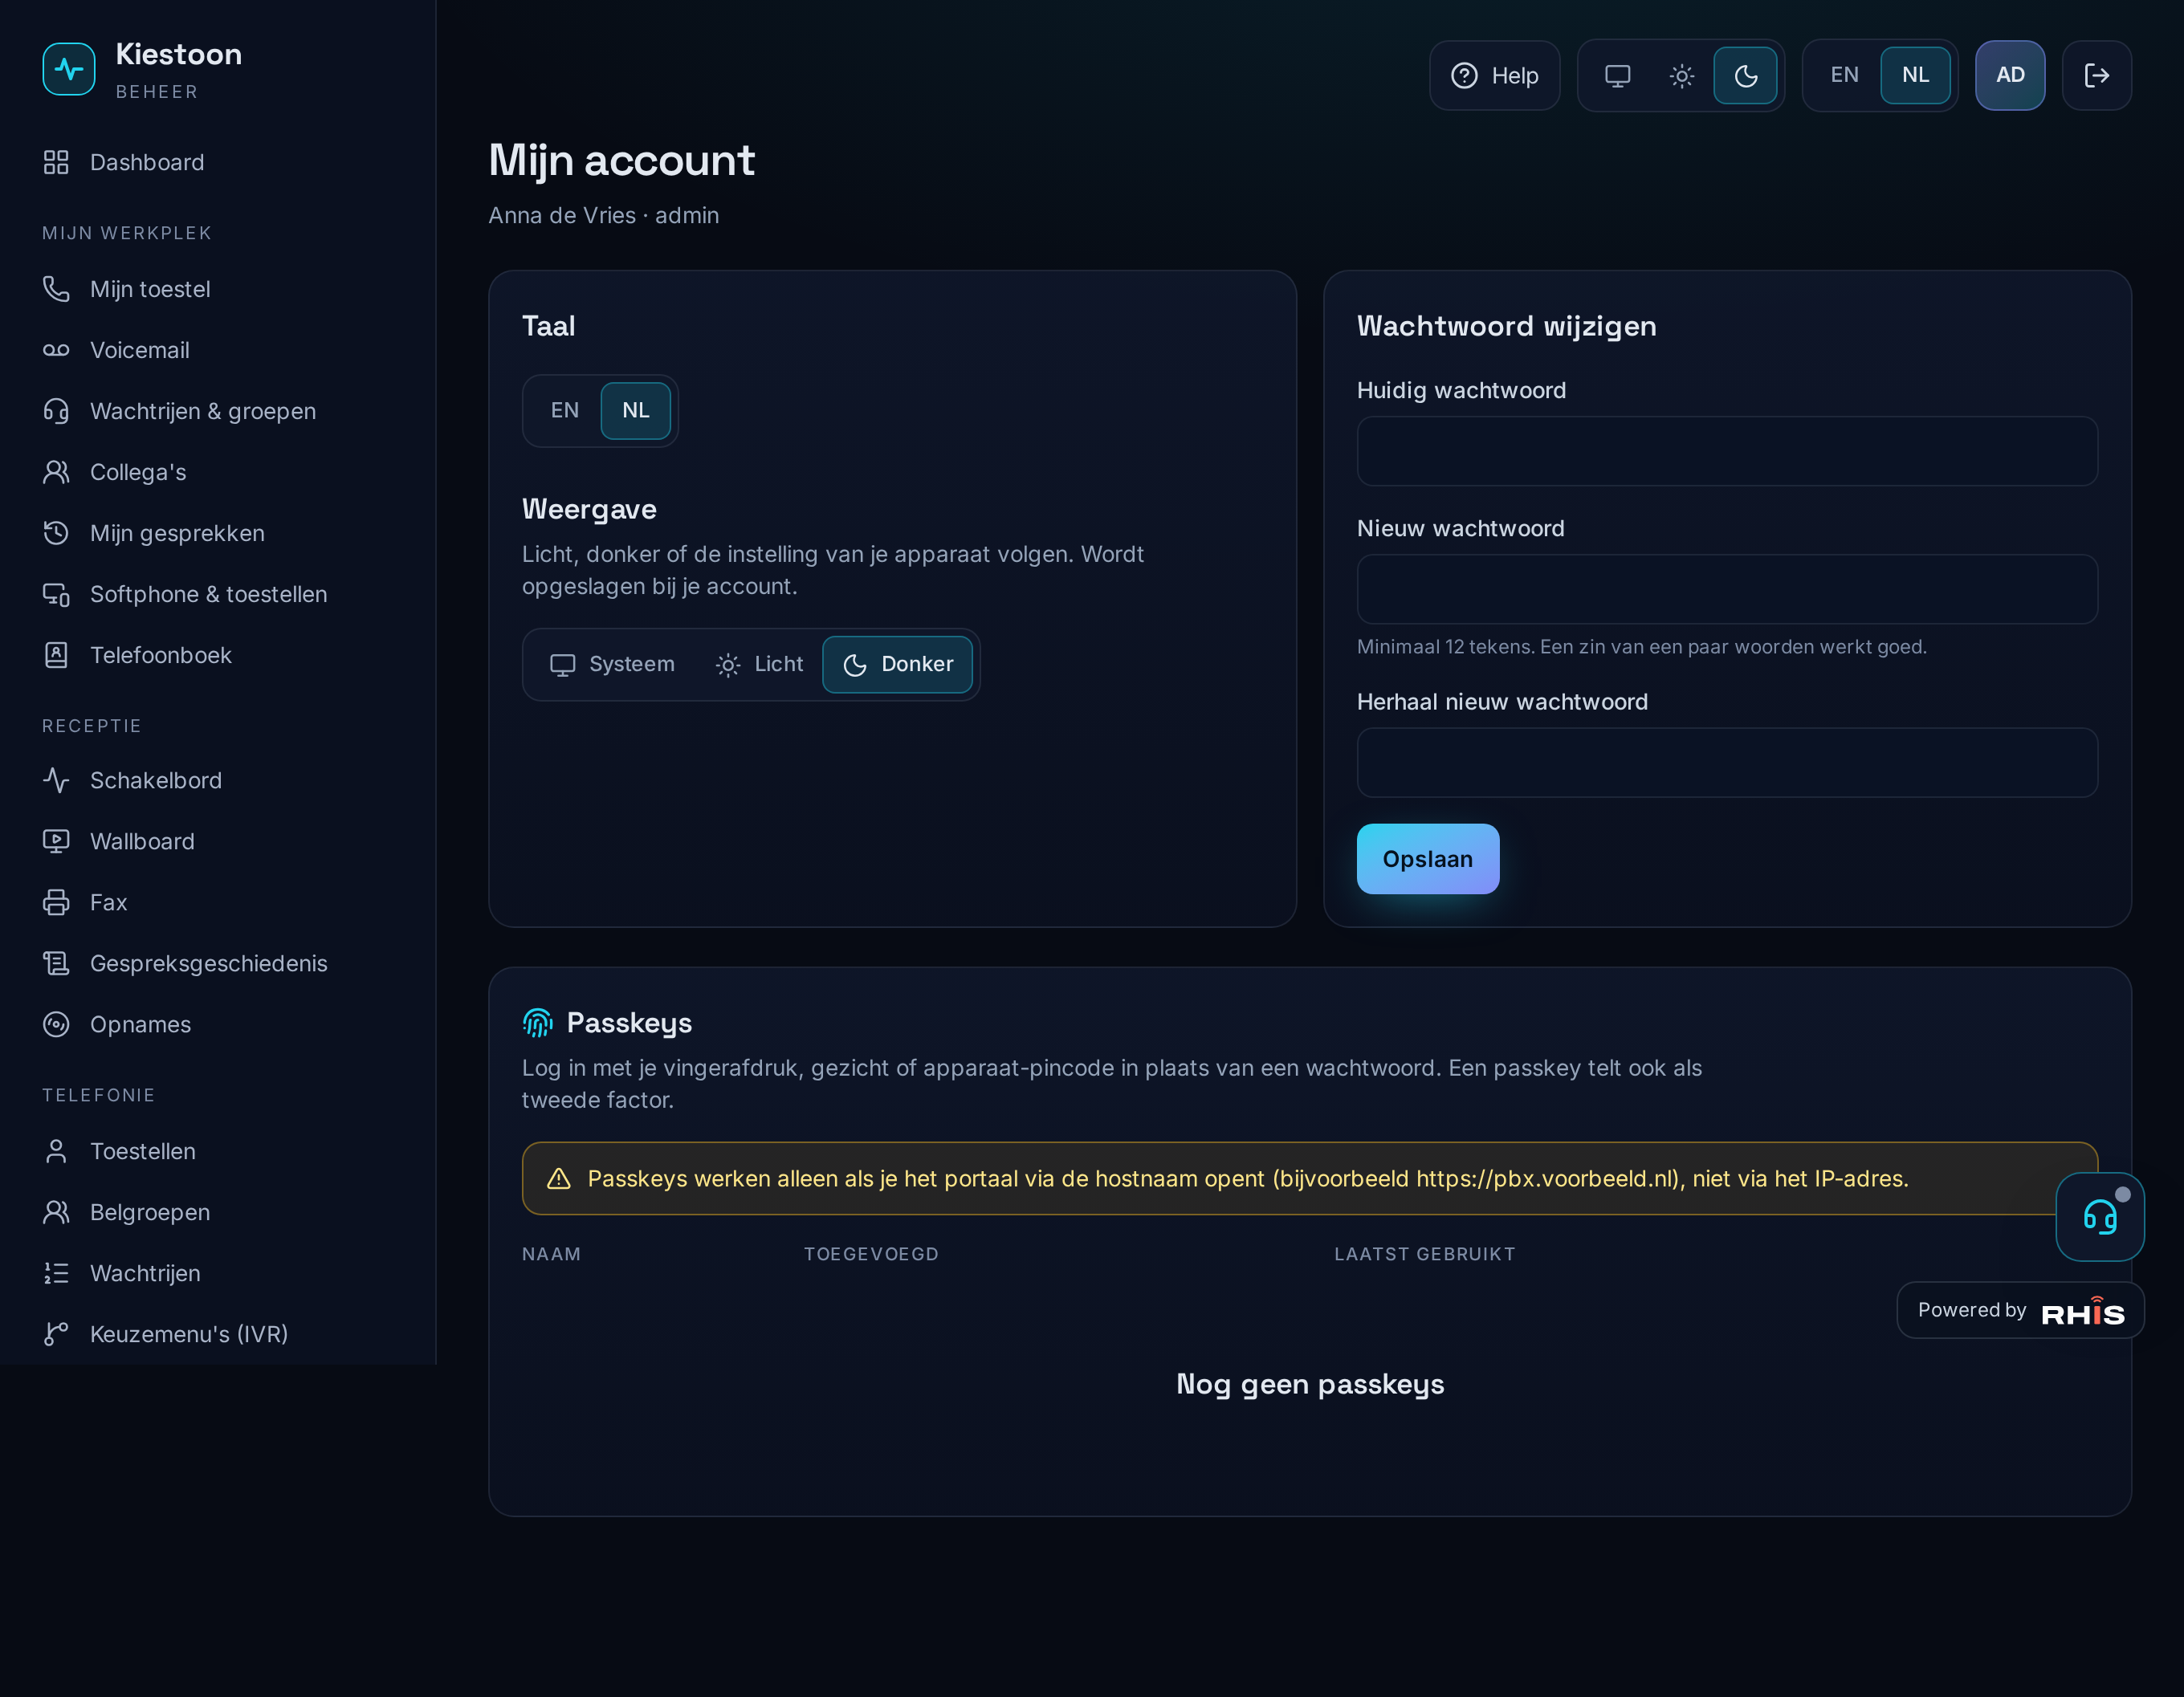 Kiestoon
BEHEER
Dashboard
MIJN WERKPLEK
Mijn toestel
Voicemail
Wachtrijen & groepen
Collega's
Mijn gesprekken
Softphone & toestellen
Telefoonboek
RECEPTIE
Schakelbord
Wallboard
Fax
Gespreksgeschiedenis
Opnames
TELEFONIE
Toestellen
Belgroepen
Wachtrijen
Keuzemenu's (IVR)
Help
EN NL
AD
Mijn account
Anna de Vries · admin
Taal
EN NL
Weergave
Licht, donker of de instelling van je apparaat volgen. Wordt
opgeslagen bij je account.
Systeem Licht Donker
Wachtwoord wijzigen
Huidig wachtwoord
Nieuw wachtwoord
Minimaal 12 tekens. Een zin van een paar woorden werkt goed.
Herhaal nieuw wachtwoord
Opslaan
Passkeys
Log in met je vingerafdruk, gezicht of apparaat-pincode in plaats van een wachtwoord. Een passkey telt ook als
tweede factor.
Passkeys werken alleen als je het portaal via de hostnaam opent (bijvoorbeeld https://pbx.voorbeeld.nl), niet via het IP-adres.
NAAM TOEGEVOEGD LAATST GEBRUIKT
Nog geen passkeys
Powered by RHIS